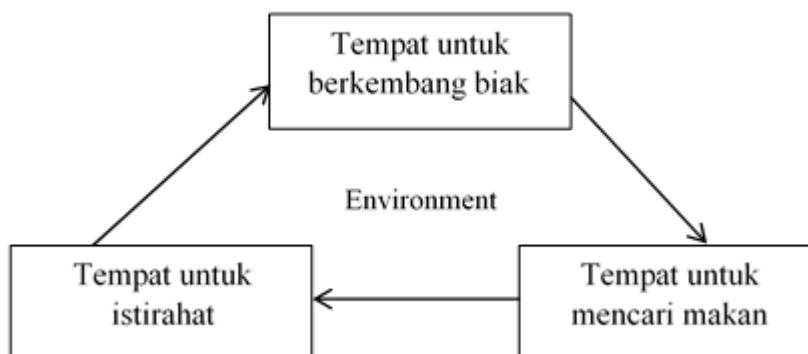 Tempat untuk
berkembang biak
Environment
Tempat untuk
istirahat
Tempat untuk
mencari makan